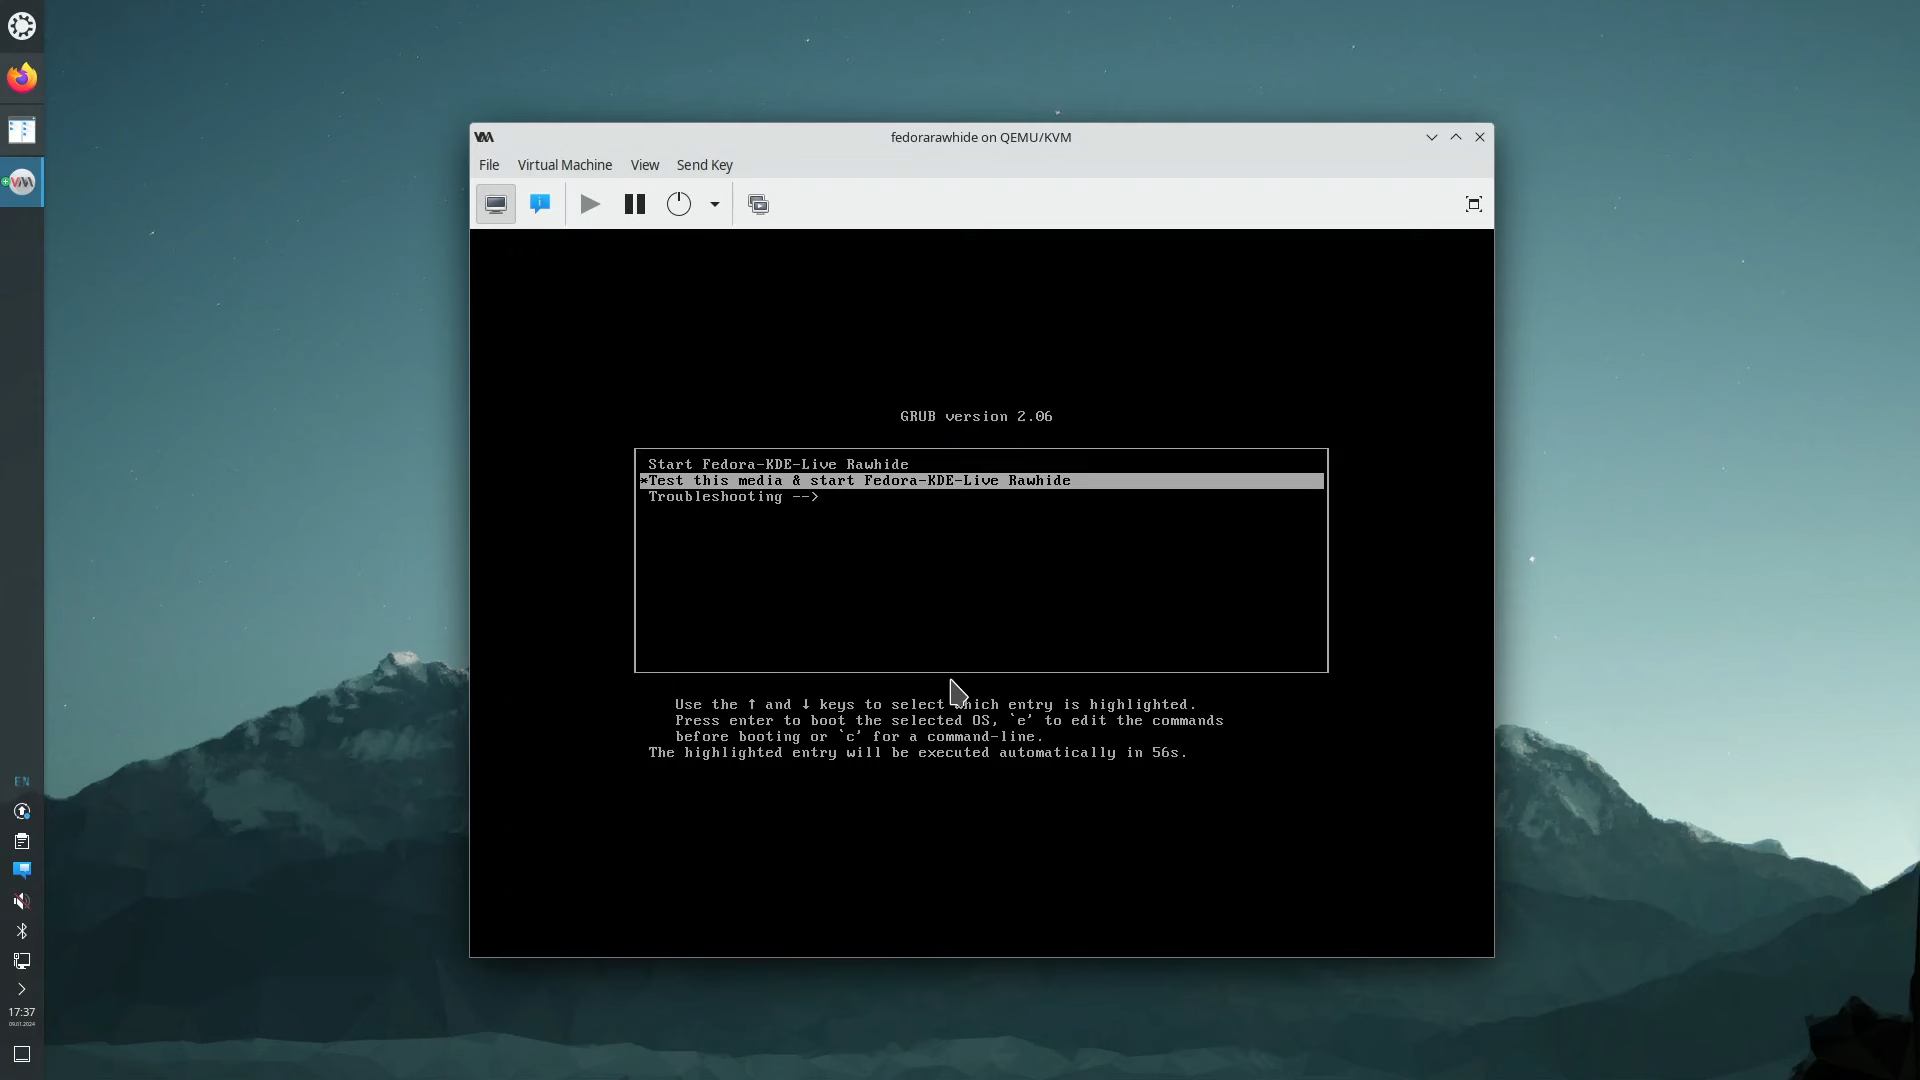 fedorarawhide on QEMU/KVM
File Virtual Machine View Send Key
GRUB version 2.06
Start Fedora-KDE-Live Rawhide
*Test this media & start Fedora-KDE-Live Rawhide
Troubleshooting -->
Use the ↑ and ↓ keys to select which entry is highlighted.
Press enter to boot the selected OS, `e' to edit the commands
before booting or `c' for a command-line.
The highlighted entry will be executed automatically in 56s.
EN
17:37
09.01.2024